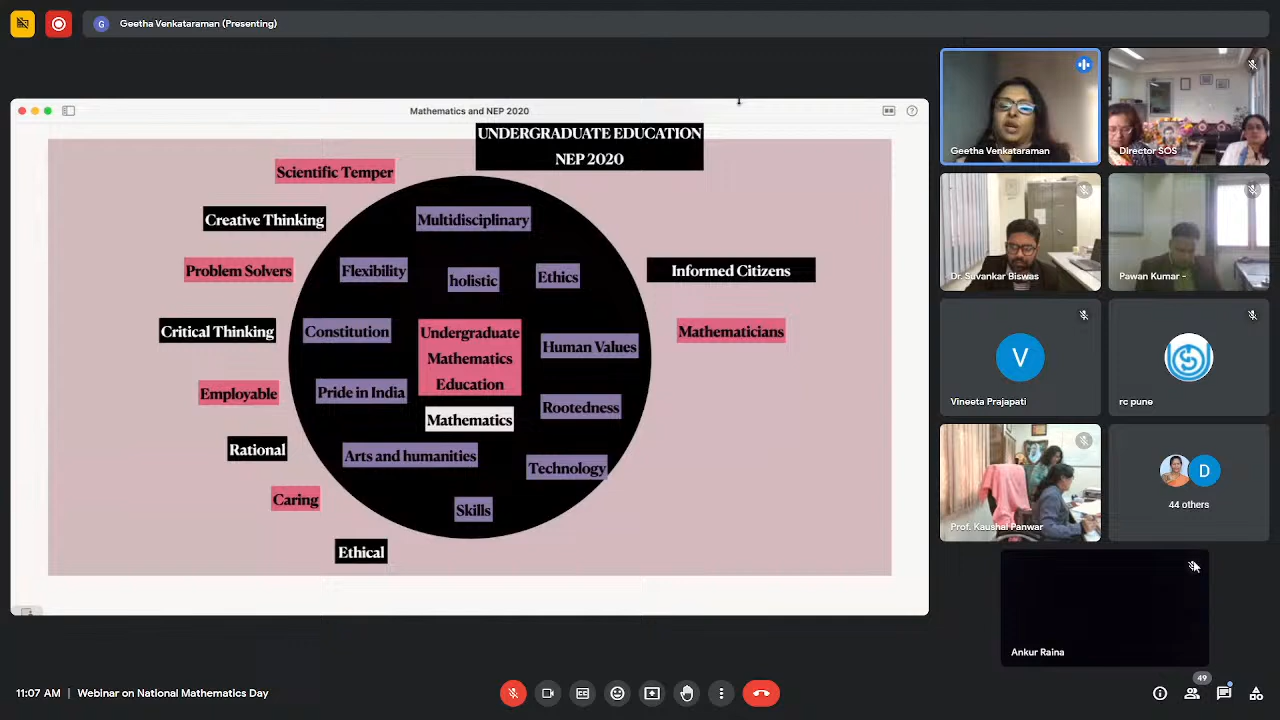 G Geetha Venkataraman (Presenting)
Mathematics and NEP 2020
UNDERGRADUATE EDUCATION
NEP 2020
Scientific Temper
Creative Thinking
Multidisciplinary
Problem Solvers
Flexibility
holistic
Ethics
Informed Citizens
Critical Thinking
Constitution
Undergraduate
Mathematics
Education
Human Values
Mathematicians
Employable
Pride in India
Mathematics
Rootedness
Rational
Arts and humanities
Technology
Caring
Skills
Ethical
Geetha Venkataraman
Director SOS
Dr. Suvankar Biswas
Pawan Kumar -
V
Vineeta Prajapati
rc pune
Prof. Kaushal Panwar
D
44 others
Ankur Raina
11:07 AM | Webinar on National Mathematics Day
49